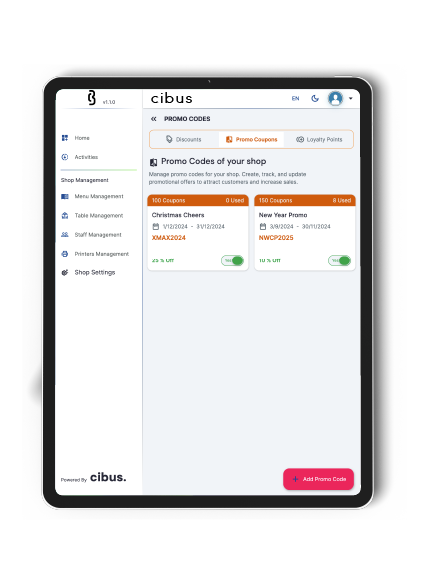 v1.1.0
cibus
EN
PROMO CODES
Home
Activities
Shop Management
Menu Management
Table Management
Staff Management
Printers Management
Shop Settings
Discounts
Promo Coupons
Loyalty Points
Promo Codes of your shop
Manage promo codes for your shop. Create, track, and update
promotional offers to attract customers and increase sales.
100 Coupons 0 Used
Christmas Cheers
1/12/2024 - 31/12/2024
XMAX2024
25 % Off
Yes
150 Coupons 8 Used
New Year Promo
3/9/2024 - 30/11/2024
NWCP2025
10 % Off
Yes
+ Add Promo Code
Powered By cibus.